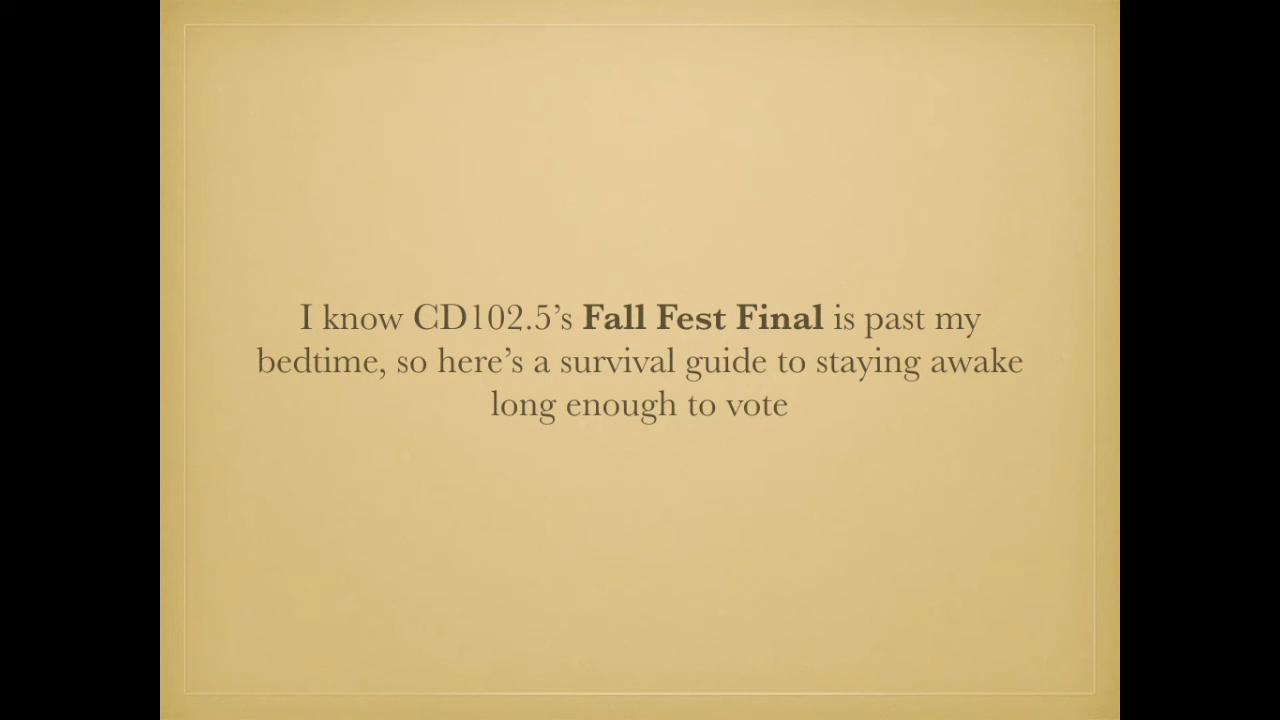 I know CD102.5’s Fall Fest Final is past my
bedtime, so here’s a survival guide to staying awake
long enough to vote